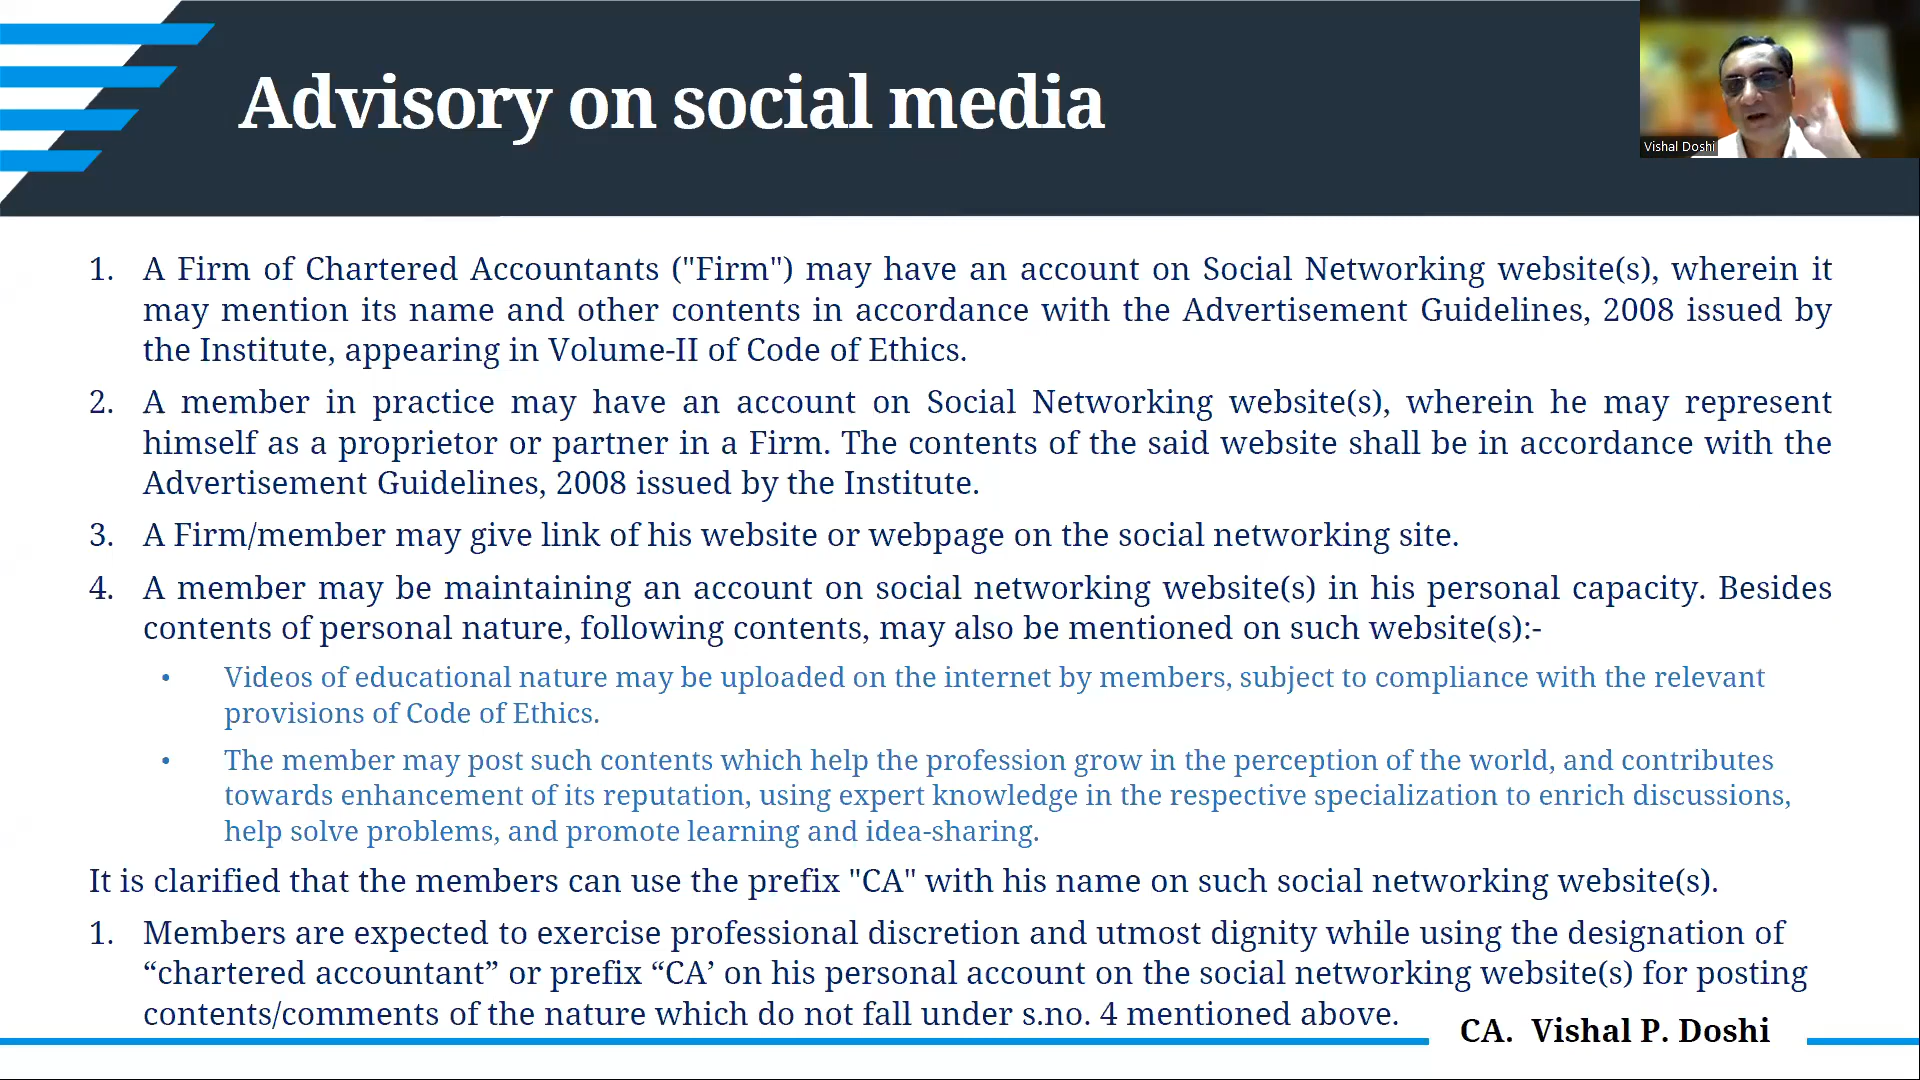 Advisory on social media
Vishal Doshi
1. A Firm of Chartered Accountants ("Firm") may have an account on Social Networking website(s), wherein it
may mention its name and other contents in accordance with the Advertisement Guidelines, 2008 issued by
the Institute, appearing in Volume-II of Code of Ethics.
2. A member in practice may have an account on Social Networking website(s), wherein he may represent
himself as a proprietor or partner in a Firm. The contents of the said website shall be in accordance with the
Advertisement Guidelines, 2008 issued by the Institute.
3. A Firm/member may give link of his website or webpage on the social networking site.
4. A member may be maintaining an account on social networking website(s) in his personal capacity. Besides
contents of personal nature, following contents, may also be mentioned on such website(s):-
• Videos of educational nature may be uploaded on the internet by members, subject to compliance with the relevant
provisions of Code of Ethics.
• The member may post such contents which help the profession grow in the perception of the world, and contributes
towards enhancement of its reputation, using expert knowledge in the respective specialization to enrich discussions,
help solve problems, and promote learning and idea-sharing.
It is clarified that the members can use the prefix "CA" with his name on such social networking website(s).
1. Members are expected to exercise professional discretion and utmost dignity while using the designation of
“chartered accountant” or prefix “CA’ on his personal account on the social networking website(s) for posting
contents/comments of the nature which do not fall under s.no. 4 mentioned above.
CA. Vishal P. Doshi